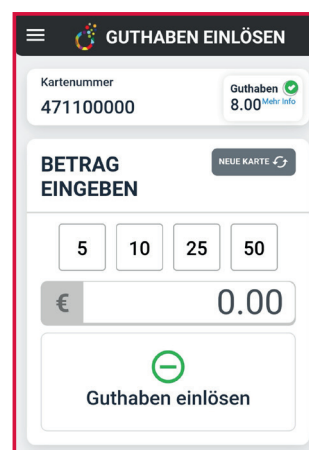 GUTHABEN EINLÖSEN
Kartenummer
471100000
Guthaben
8.00 Mehr Info
BETRAG
EINGEBEN
NEUE KARTE
5 10 25 50
€ 0.00
Guthaben einlösen